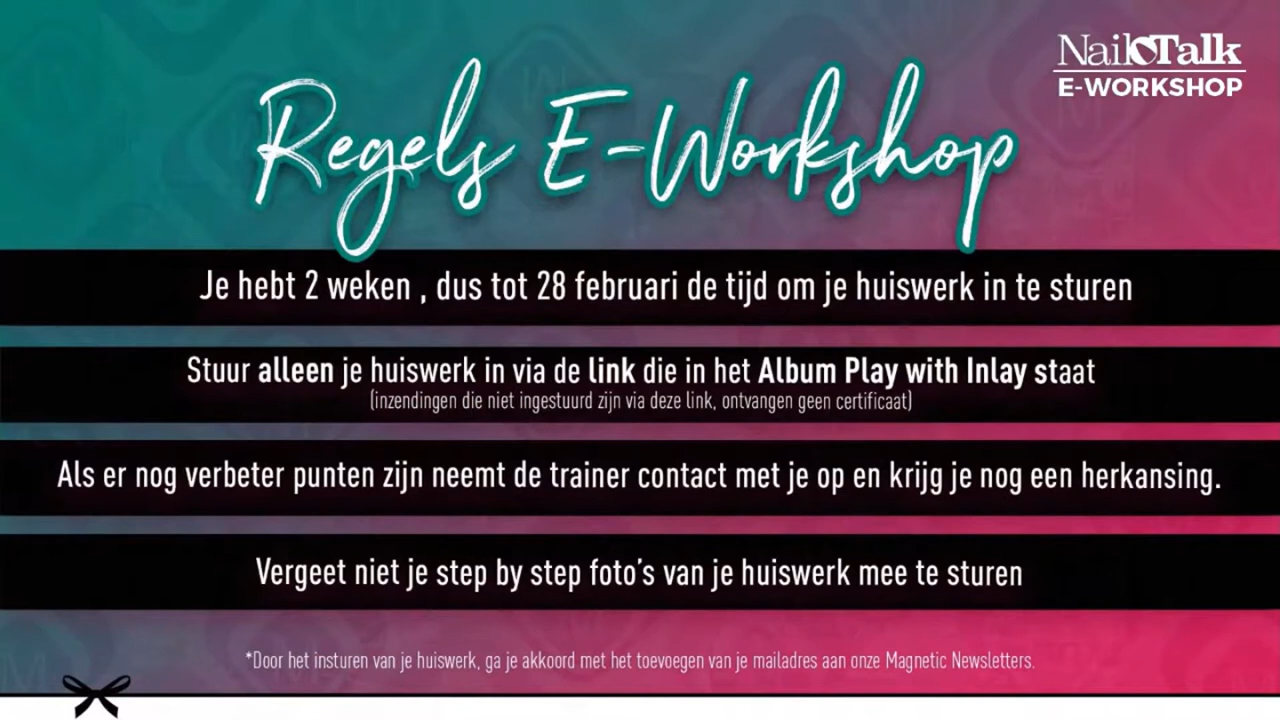 NailTalk
E-WORKSHOP
Regels E-Workshop
Je hebt 2 weken , dus tot 28 februari de tijd om je huiswerk in te sturen
Stuur alleen je huiswerk in via de link die in het Album Play with Inlay staat
(inzendingen die niet ingestuurd zijn via deze link, ontvangen geen certificaat)
Als er nog verbeter punten zijn neemt de trainer contact met je op en krijg je nog een herkansing.
Vergeet niet je step by step foto's van je huiswerk mee te sturen
*Door het insturen van je huiswerk, ga je akkoord met het toevoegen van je mailadres aan onze Magnetic Newsletters.